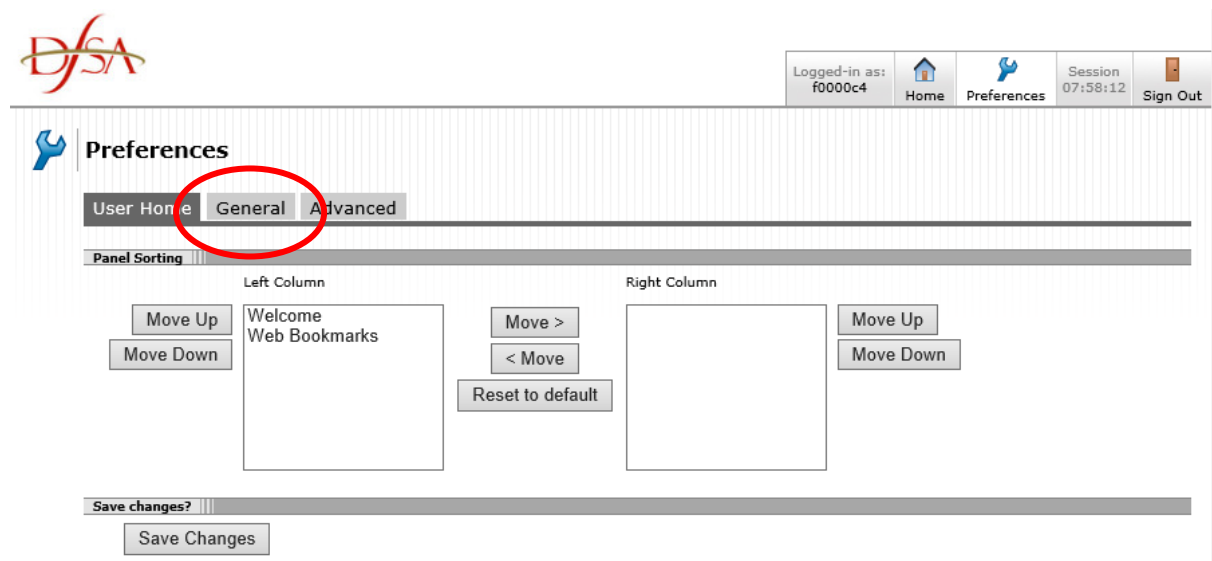 DFSA
Logged-in as:
f0000c4
Home
Preferences
Session
07:58:12
Sign Out
Preferences
User Home General Advanced
Panel Sorting
Left Column Right Column
Move Up
Move Down
Welcome
Web Bookmarks
Move >
< Move
Reset to default
Move Up
Move Down
Save changes?
Save Changes